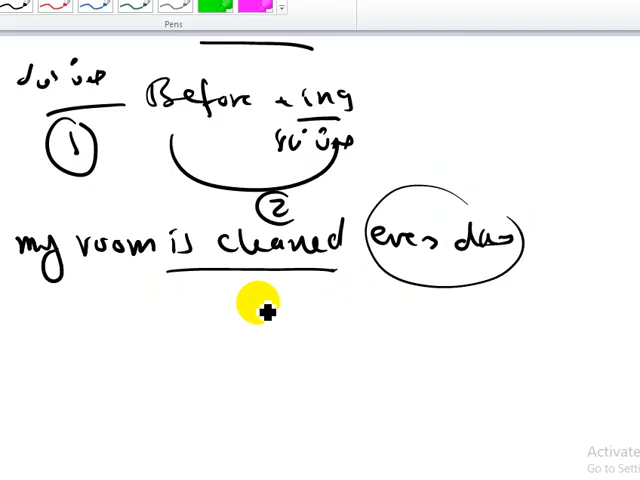 Pens
Before + ing
1
2
my room is cleaned every day
Activate
Go to Setti